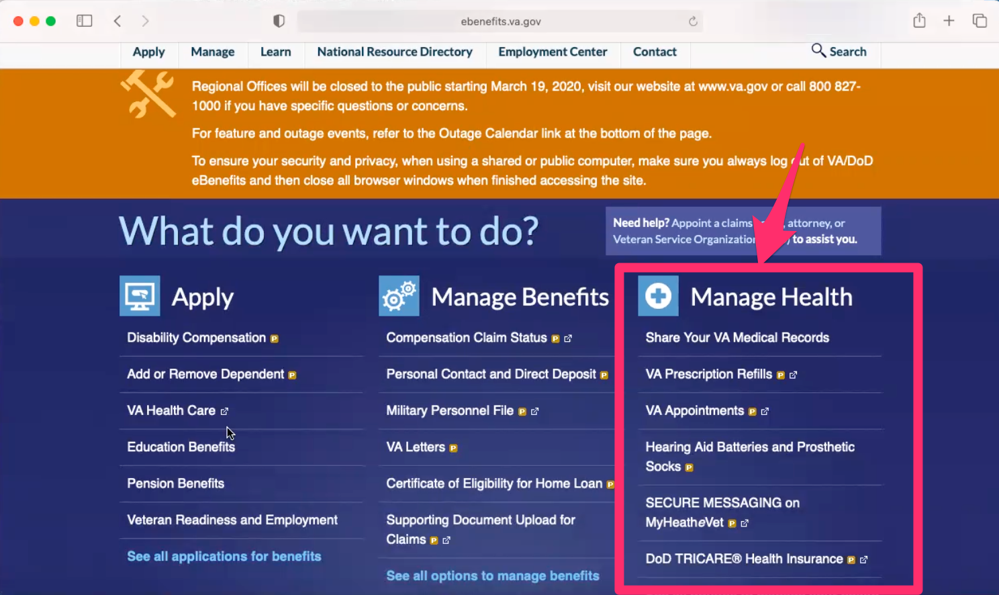 ebenefits.va.gov
Apply
Manage
Learn
National Resource Directory
Employment Center
Contact
Search
Regional Offices will be closed to the public starting March 19, 2020, visit our website at www.va.gov or call 800 827-
1000 if you have specific questions or concerns.
For feature and outage events, refer to the Outage Calendar link at the bottom of the page.
To ensure your security and privacy, when using a shared or public computer, make sure you always log out of VA/DoD
eBenefits and then close all browser windows when finished accessing the site.
What do you want to do?
Need help? Appoint a claims attorney, or
Veteran Service Organization to assist you.
Apply
Disability Compensation P
Add or Remove Dependent P
VA Health Care
Education Benefits
Pension Benefits
Veteran Readiness and Employment
See all applications for benefits
Manage Benefits
Compensation Claim Status P
Personal Contact and Direct Deposit P
Military Personnel File P
VA Letters P
Certificate of Eligibility for Home Loan P
Supporting Document Upload for
Claims P
See all options to manage benefits
Manage Health
Share Your VA Medical Records
VA Prescription Refills P
VA Appointments P
Hearing Aid Batteries and Prosthetic
Socks P
SECURE MESSAGING on
MyHeatheVet P
DoD TRICARE® Health Insurance P